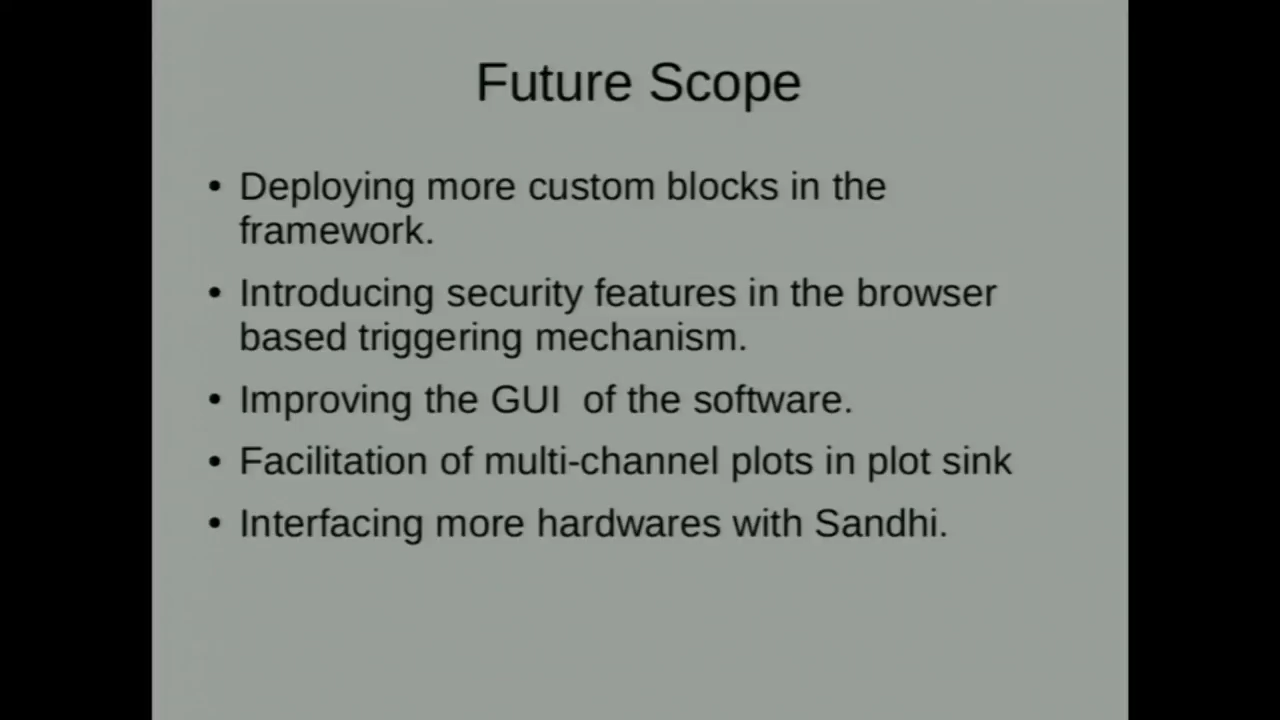 Future Scope
• Deploying more custom blocks in the
framework.
• Introducing security features in the browser
based triggering mechanism.
• Improving the GUI  of the software.
• Facilitation of multi-channel plots in plot sink
• Interfacing more hardwares with Sandhi.